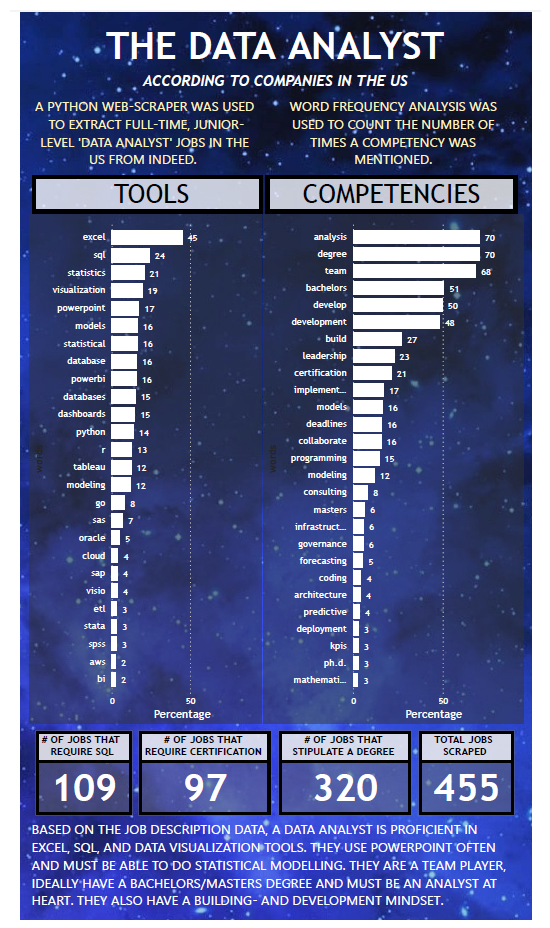 THE DATA ANALYST
ACCORDING TO COMPANIES IN THE US
A PYTHON WEB-SCRAPER WAS USED
TO EXTRACT FULL-TIME, JUNIOR-
LEVEL 'DATA ANALYST' JOBS IN THE
US FROM INDEED.
WORD FREQUENCY ANALYSIS WAS
USED TO COUNT THE NUMBER OF
TIMES A COMPETENCY WAS
MENTIONED.
TOOLS
excel 45
sql 24
statistics 21
visualization 19
powerpoint 17
models 16
statistical 16
database 16
powerbi 16
databases 15
dashboards 15
python 14
r 13
tableau 12
modeling 12
go 8
sas 7
oracle 5
cloud 4
sap 4
visio 4
etl 3
stata 3
spss 3
aws 2
bi 2
0 50
Percentage
COMPETENCIES
analysis 70
degree 70
team 68
bachelors 51
develop 50
development 48
build 27
leadership 23
certification 21
implement... 17
models 16
deadlines 16
collaborate 16
programming 15
modeling 12
consulting 8
masters 6
infrastruct... 6
governance 6
forecasting 5
coding 4
architecture 4
predictive 4
deployment 3
kpis 3
ph.d. 3
mathemati... 3
0 50
Percentage
# OF JOBS THAT
REQUIRE SQL
109
# OF JOBS THAT
REQUIRE CERTIFICATION
97
# OF JOBS THAT
STIPULATE A DEGREE
320
TOTAL JOBS
SCRAPED
455
BASED ON THE JOB DESCRIPTION DATA, A DATA ANALYST IS PROFICIENT IN
EXCEL, SQL, AND DATA VISUALIZATION TOOLS. THEY USE POWERPOINT OFTEN
AND MUST BE ABLE TO DO STATISTICAL MODELLING. THEY ARE A TEAM PLAYER,
IDEALLY HAVE A BACHELORS/MASTERS DEGREE AND MUST BE AN ANALYST AT
HEART. THEY ALSO HAVE A BUILDING- AND DEVELOPMENT MINDSET.